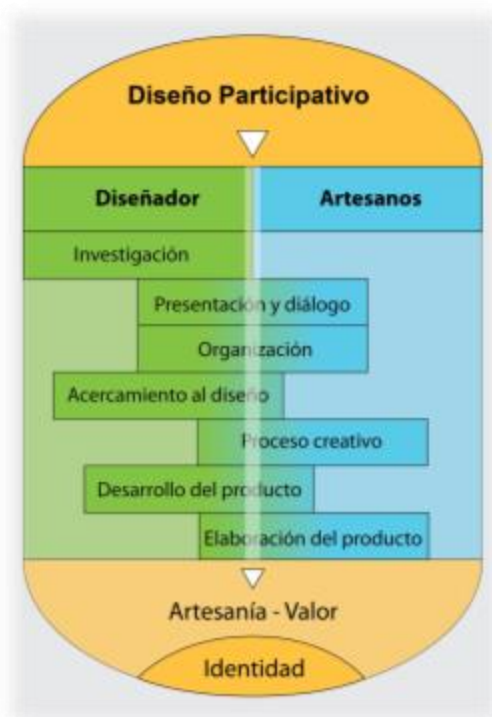 Diseño Participativo
Diseñador
Artesanos
Investigación
Presentación y diálogo
Organización
Acercamiento al diseño
Proceso creativo
Desarrollo del producto
Elaboración del producto
Artesanía - Valor
Identidad